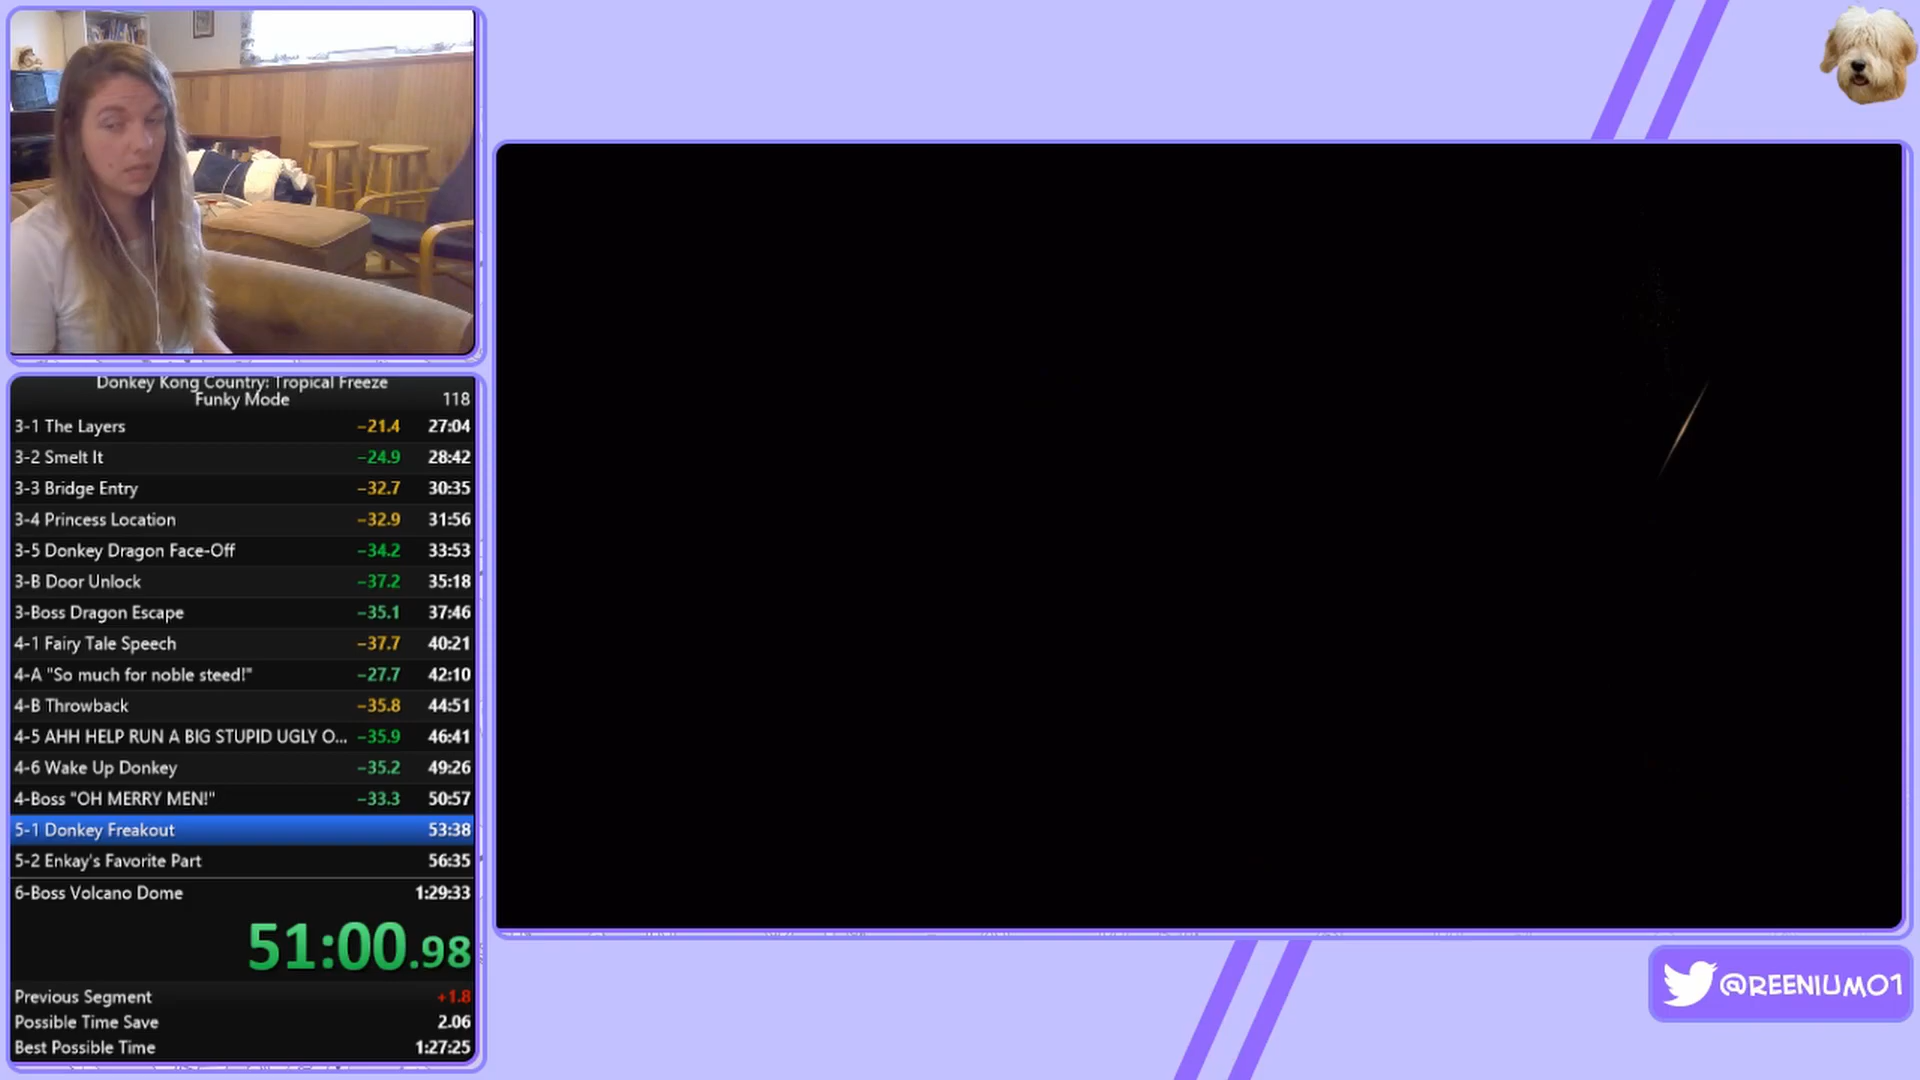 Donkey Kong Country: Tropical Freeze
Funky Mode 118
3-1 The Layers −21.4 27:04
3-2 Smelt It −24.9 28:42
3-3 Bridge Entry −32.7 30:35
3-4 Princess Location −32.9 31:56
3-5 Donkey Dragon Face-Off −34.2 33:53
3-B Door Unlock −37.2 35:18
3-Boss Dragon Escape −35.1 37:46
4-1 Fairy Tale Speech −37.7 40:21
4-A "So much for noble steed!" −27.7 42:10
4-B Throwback −35.8 44:51
4-5 AHH HELP RUN A BIG STUPID UGLY O... −35.9 46:41
4-6 Wake Up Donkey −35.2 49:26
4-Boss "OH MERRY MEN!" −33.3 50:57
5-1 Donkey Freakout 53:38
5-2 Enkay's Favorite Part 56:35
6-Boss Volcano Dome 1:29:33
51:00.98
Previous Segment +1.8
Possible Time Save 2.06
Best Possible Time 1:27:25
@REENIUM01